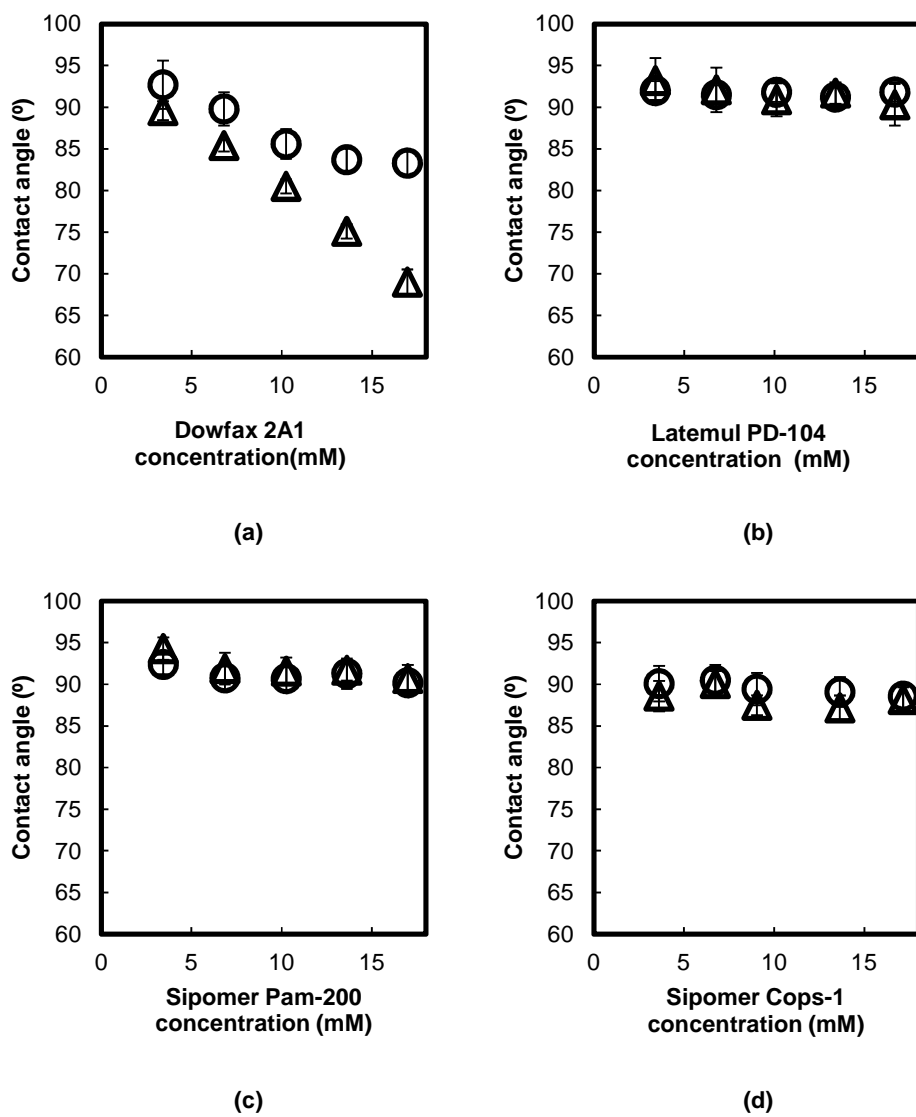 100
95
90
85
80
75
70
65
60
Contact angle (º)
0 5 10 15
Dowfax 2A1
concentration(mM)
(a)
100
95
90
85
80
75
70
65
60
Contact angle (º)
0 5 10 15
Latemul PD-104
concentration (mM)
(b)
100
95
90
85
80
75
70
65
60
Contact angle (º)
0 5 10 15
Sipomer Pam-200
concentration (mM)
(c)
100
95
90
85
80
75
70
65
60
Contact angle (º)
0 5 10 15
Sipomer Cops-1
concentration (mM)
(d)